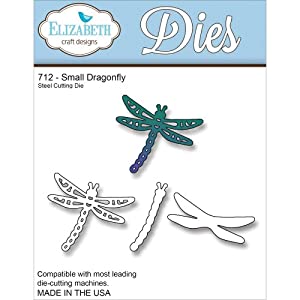 ELIZABETH
craft designs
Dies
712 - Small Dragonfly
Steel Cutting Die
Compatible with most leading
die-cutting machines.
MADE IN THE USA